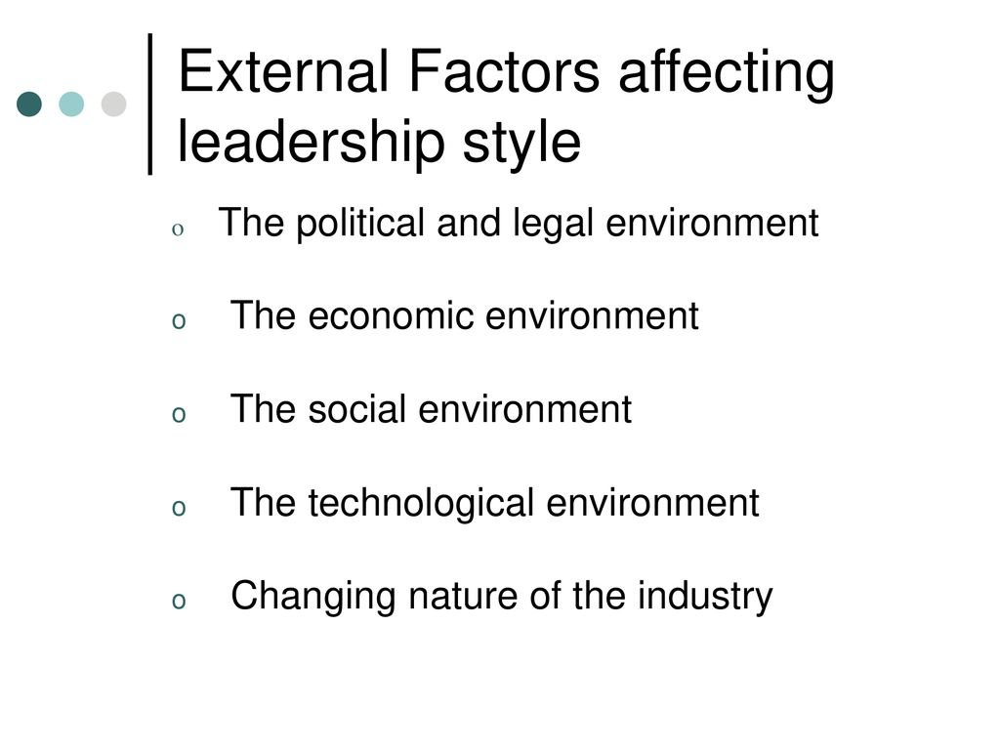 External Factors affecting
leadership style
o The political and legal environment
o The economic environment
o The social environment
o The technological environment
o Changing nature of the industry